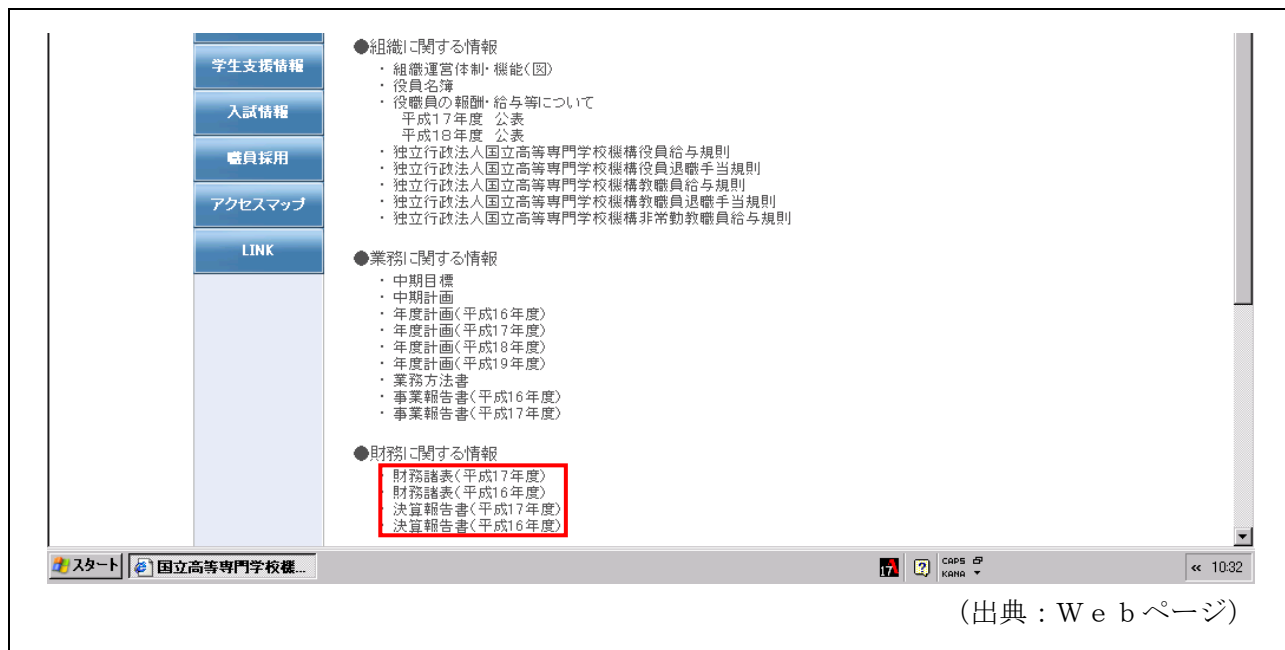 学生支援情報
入試情報
職員採用
アクセスマップ
LINK
●組織に関する情報
・ 組織運営体制・機能(図)
・ 役員名簿
・ 役職員の報酬・給与等について
平成17年度 公表
平成18年度 公表
・ 独立行政法人国立高等専門学校機構役員給与規則
・ 独立行政法人国立高等専門学校機構役員退職手当規則
・ 独立行政法人国立高等専門学校機構教職員給与規則
・ 独立行政法人国立高等専門学校機構教職員退職手当規則
・ 独立行政法人国立高等専門学校機構非常勤教職員給与規則
●業務に関する情報
・ 中期目標
・ 中期計画
・ 年度計画(平成16年度)
・ 年度計画(平成17年度)
・ 年度計画(平成18年度)
・ 年度計画(平成19年度)
・ 業務方法書
・ 事業報告書(平成16年度)
・ 事業報告書(平成17年度)
●財務に関する情報
・ 財務諸表(平成17年度)
・ 財務諸表(平成16年度)
・ 決算報告書(平成17年度)
・ 決算報告書(平成16年度)
スタート 国立高等専門学校機... 17 CAPS KANA « 10:32
(出典:Webページ)